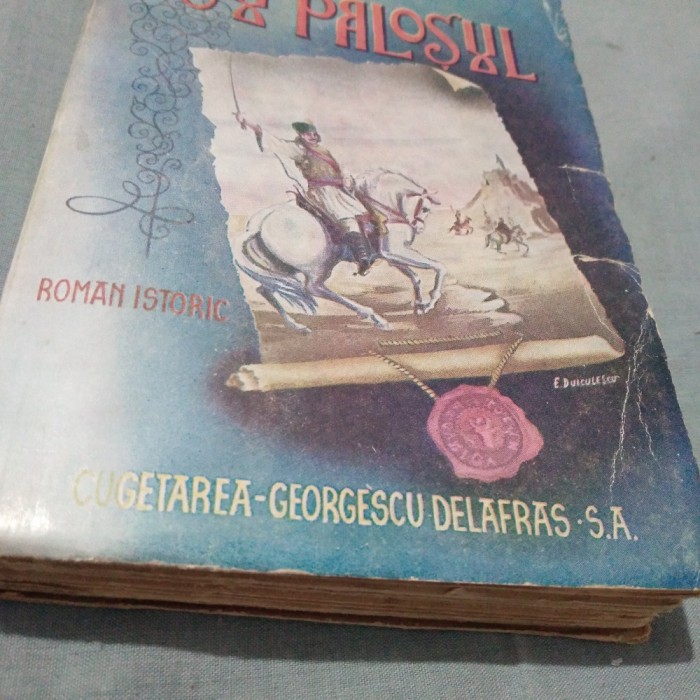 PALOȘUL
ROMAN ISTORIC
E. DUICULESCU
CUGETAREA-GEORGESCU DELAFRAS · S.A.